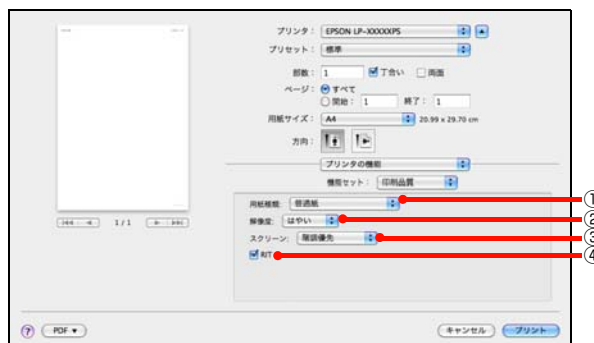 プリンタ： EPSON LP-XXXXXPS
プリセット： 標準
部数： 1 丁合い 両面
ページ： すべて
開始： 1 終了： 1
用紙サイズ： A4 20.99 x 29.70 cm
方向：
プリンタの機能
機能セット： 印刷品質
用紙種類: 普通紙 ①
解像度: はやい ②
スクリーン: 階調優先 ③
RIT ④
1 / 1
? PDF ▼ キャンセル プリント